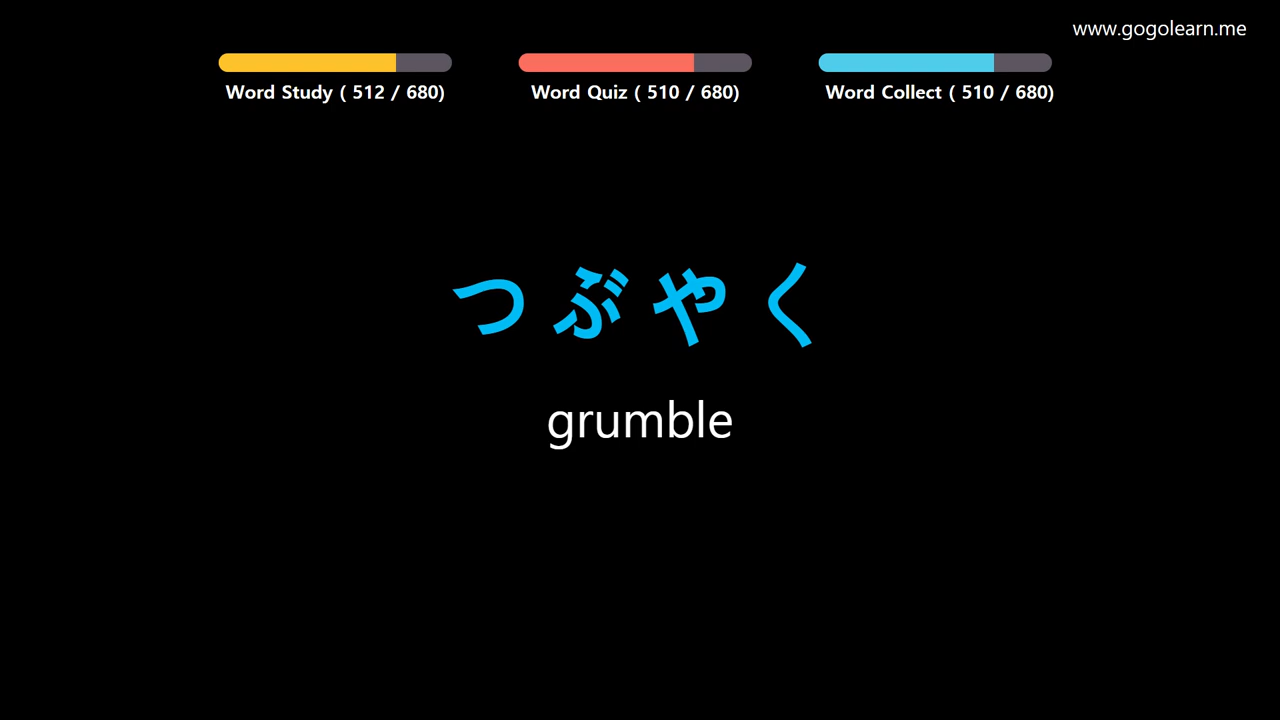 www.gogolearn.me
Word Study ( 512 / 680)
Word Quiz ( 510 / 680)
Word Collect ( 510 / 680)
つぶやく
grumble